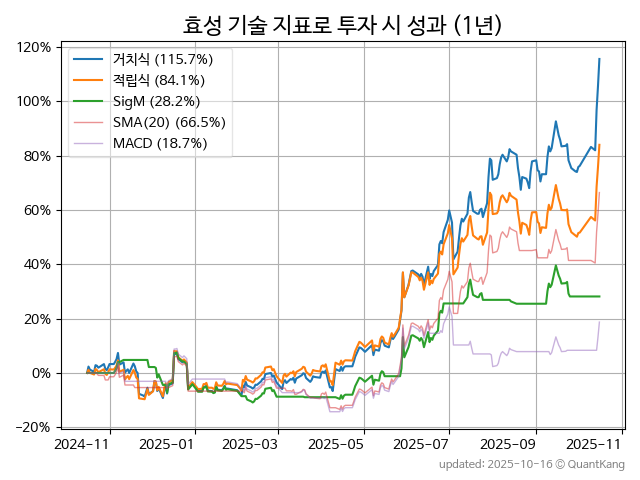 효성 기술 지표로 투자 시 성과 (1년)
120%
100%
80%
60%
40%
20%
0%
−20%
거치식 (115.7%)
적립식 (84.1%)
SigM (28.2%)
SMA(20) (66.5%)
MACD (18.7%)
2024-11
2025-01
2025-03
2025-05
2025-07
2025-09
2025-11
updated: 2025-10-16 © QuantKang